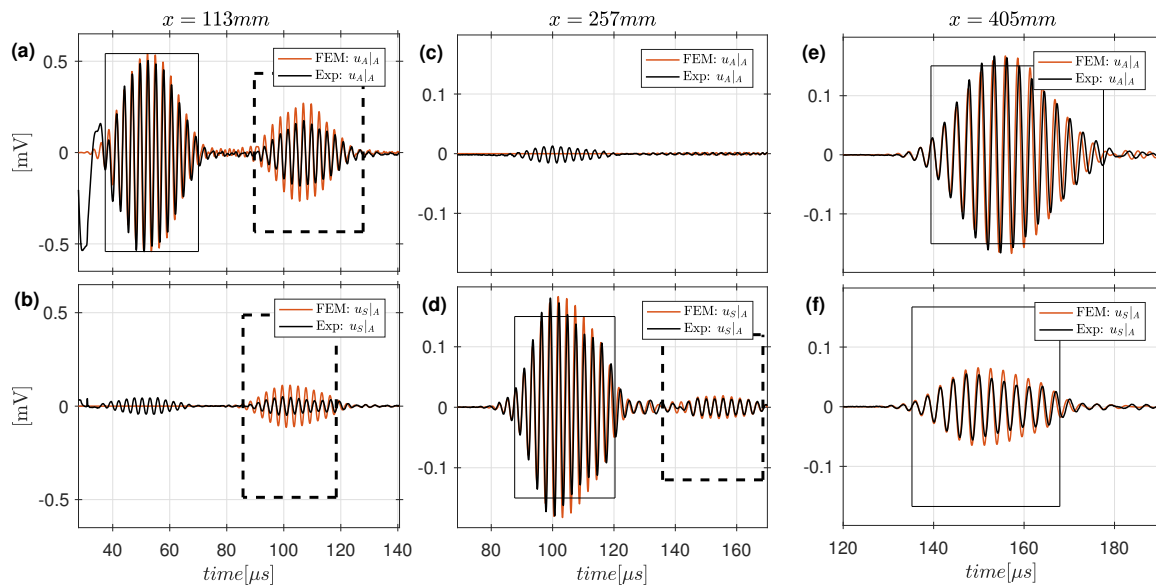 x = 113mm
x = 257mm
x = 405mm
(a)
FEM: u_A|_A
Exp: u_A|_A
0.5
0
-0.5
[mV]
(c)
FEM: u_A|_A
Exp: u_A|_A
0.1
0
-0.1
(e)
FEM: u_A|_A
Exp: u_A|_A
0.1
0
-0.1
(b)
FEM: u_S|_A
Exp: u_S|_A
0.5
0
-0.5
[mV]
40 60 80 100 120 140
time[μs]
(d)
FEM: u_S|_A
Exp: u_S|_A
0.1
0
-0.1
80 100 120 140 160
time[μs]
(f)
FEM: u_S|_A
Exp: u_S|_A
0.1
0
-0.1
120 140 160 180
time[μs]